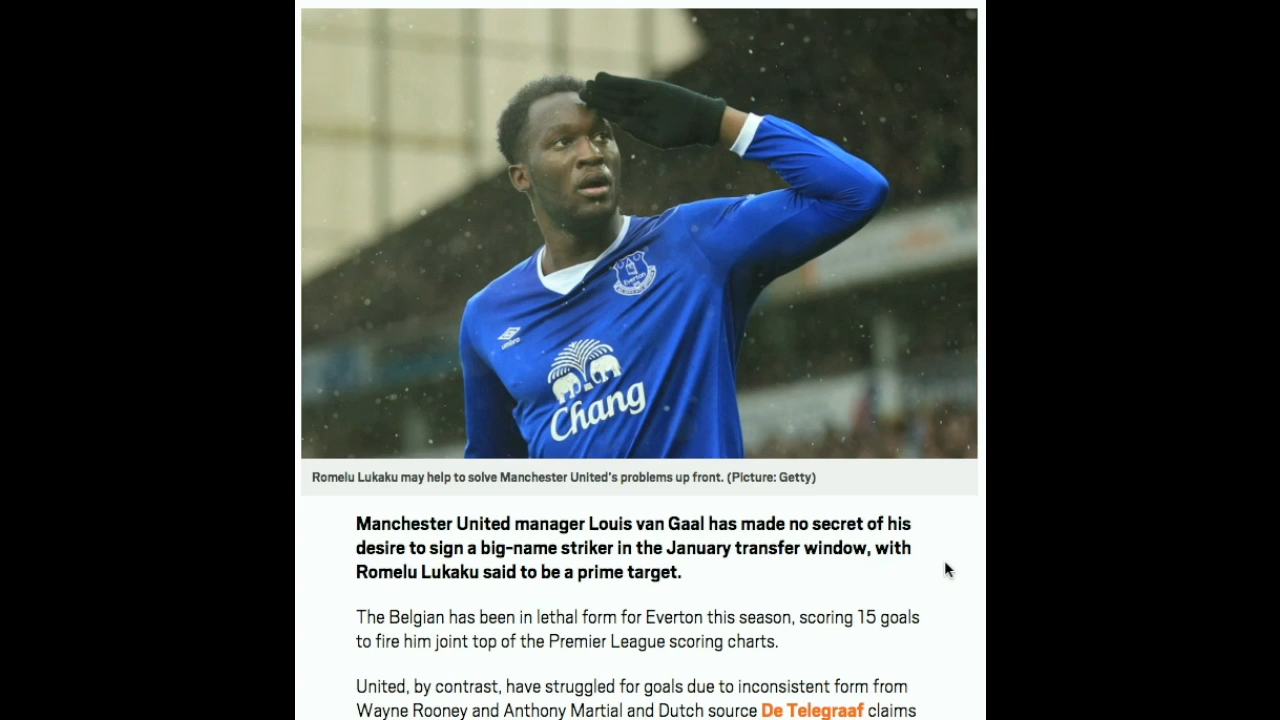 Everton
umbro
Chang
Romelu Lukaku may help to solve Manchester United's problems up front. (Picture: Getty)
Manchester United manager Louis van Gaal has made no secret of his
desire to sign a big-name striker in the January transfer window, with
Romelu Lukaku said to be a prime target.
The Belgian has been in lethal form for Everton this season, scoring 15 goals
to fire him joint top of the Premier League scoring charts.
United, by contrast, have struggled for goals due to inconsistent form from
Wayne Rooney and Anthony Martial and Dutch source De Telegraaf claims